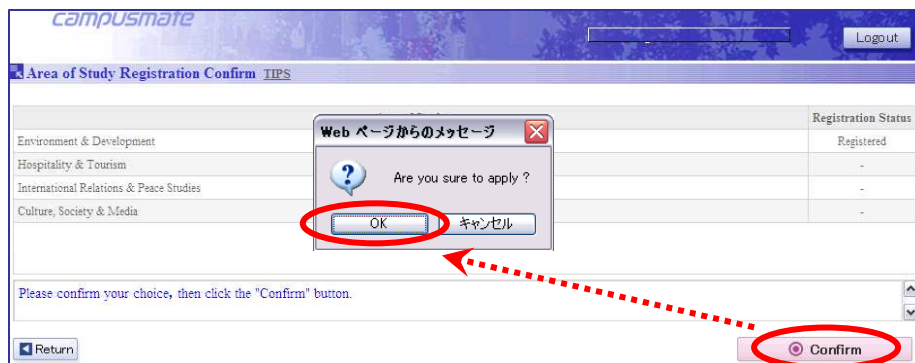 campusmate
Logout
Area of Study Registration Confirm TIPS
Registration Status
Environment & Development Registered
Hospitality & Tourism -
International Relations & Peace Studies -
Culture, Society & Media -
Web ページからのメッセージ
Are you sure to apply ?
OK キャンセル
Please confirm your choice, then click the "Confirm" button.
Return Confirm